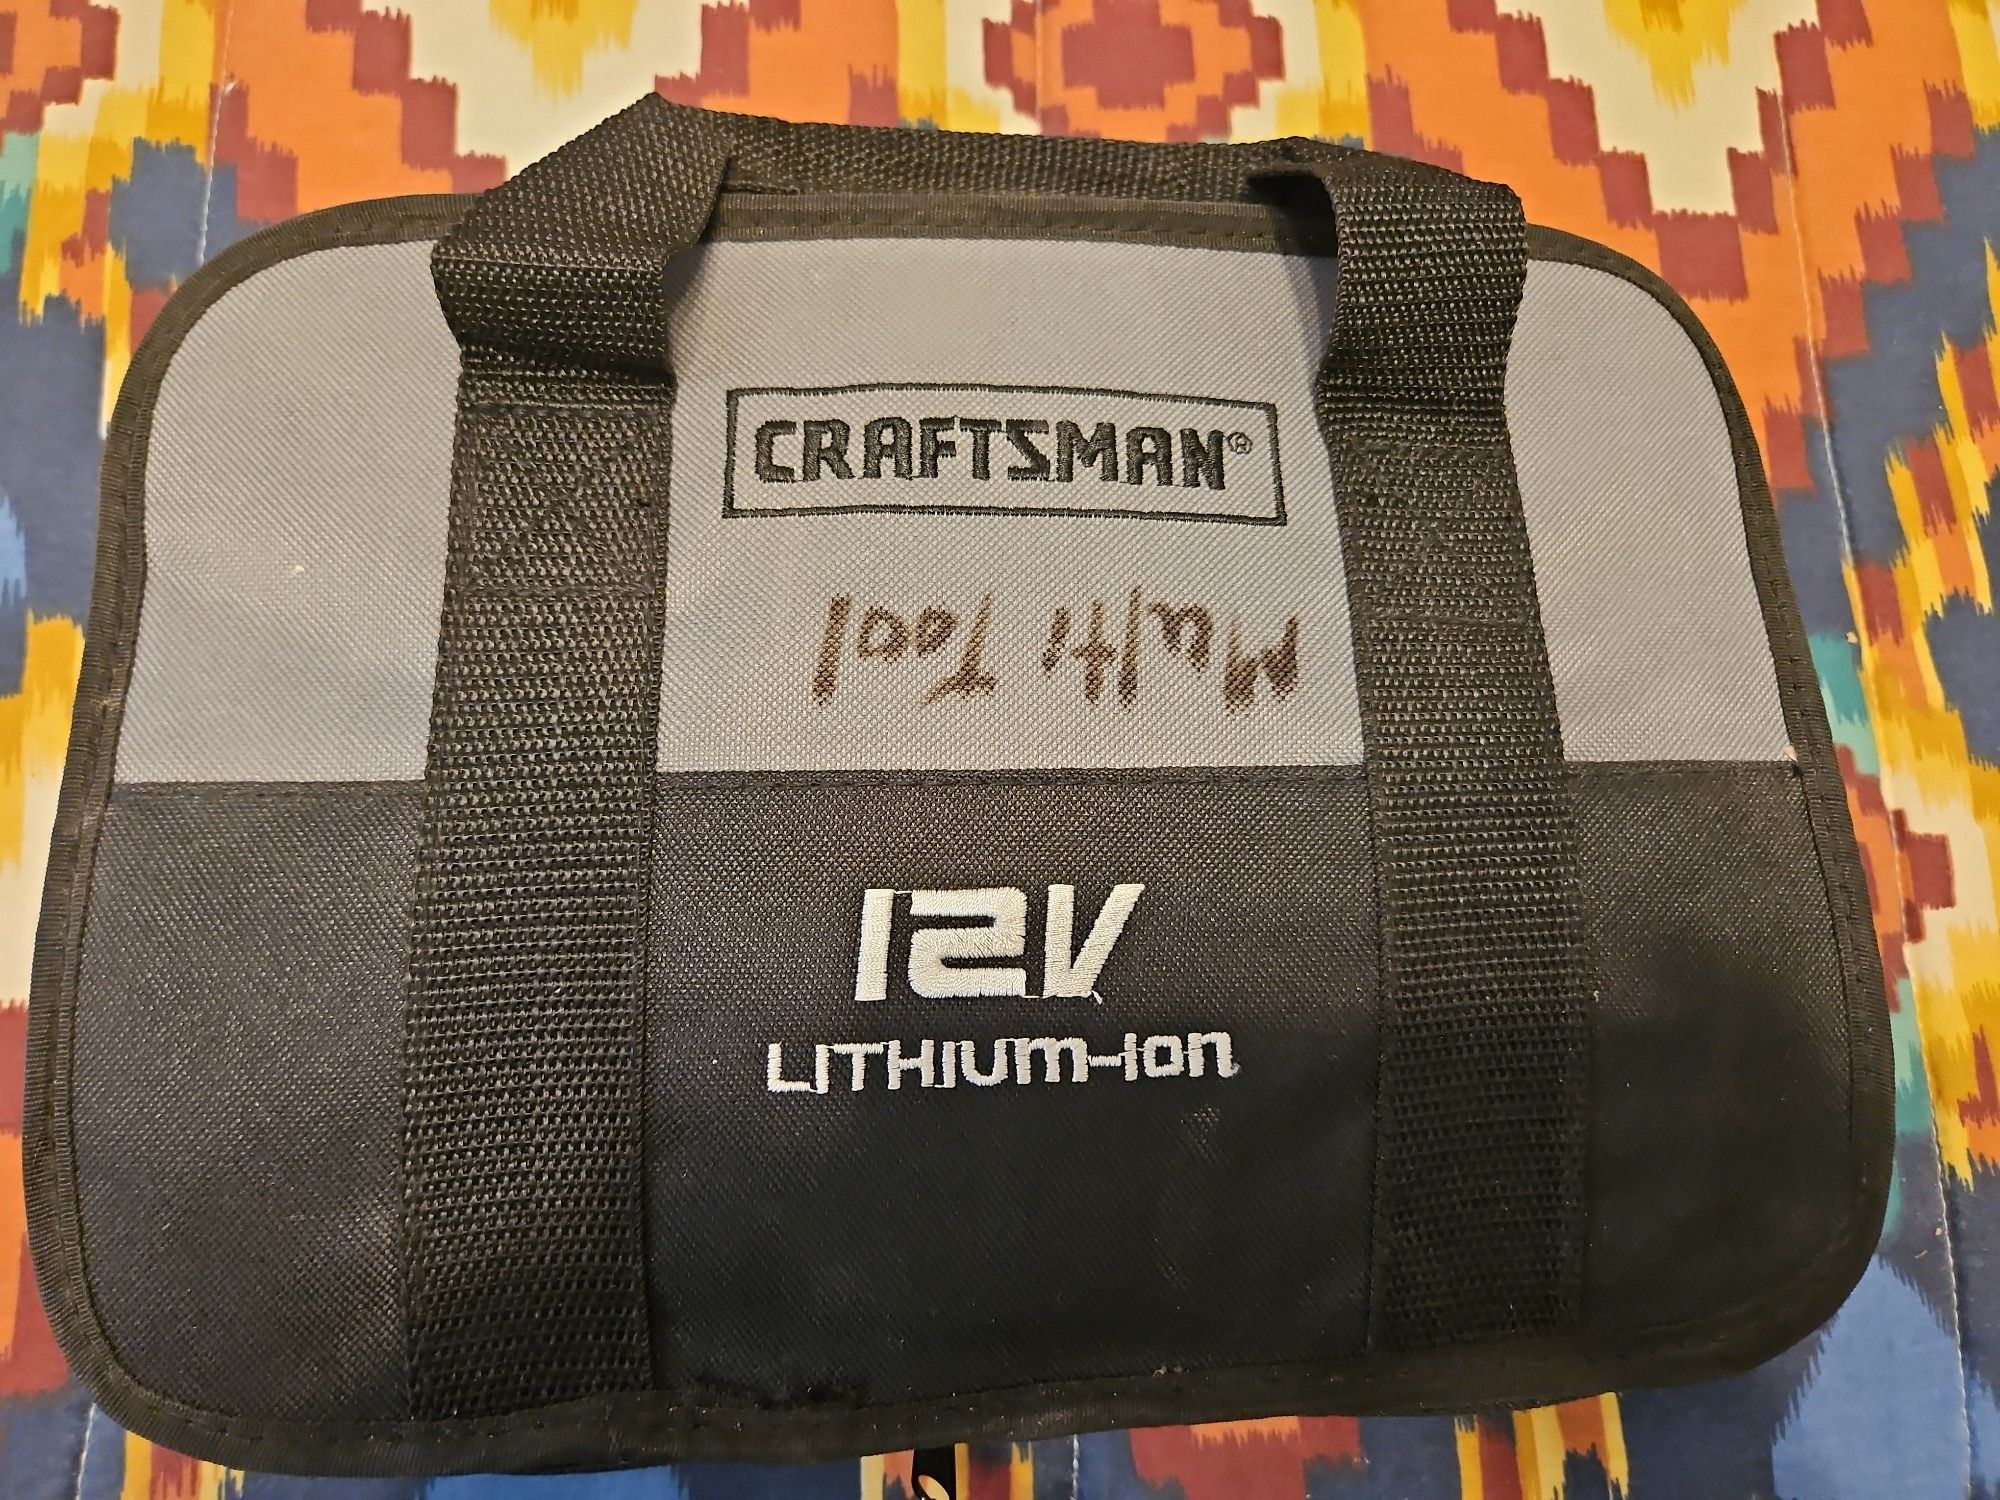 CRAFTSMAN®
Multi Tool
12V
LITHIUM-ION